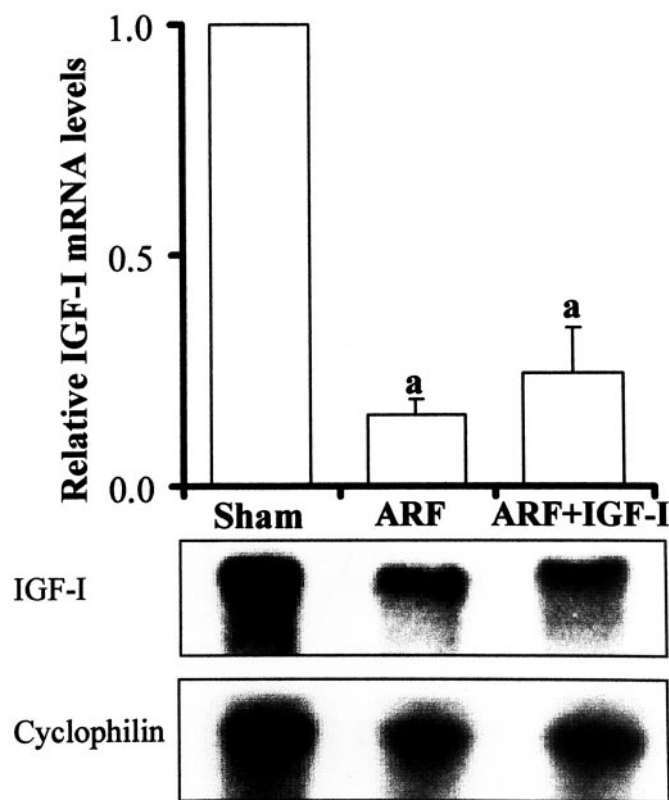 Relative IGF-I mRNA levels
1.0
0.5
0.0
a
a
Sham ARF ARF+IGF-I
IGF-I
Cyclophilin